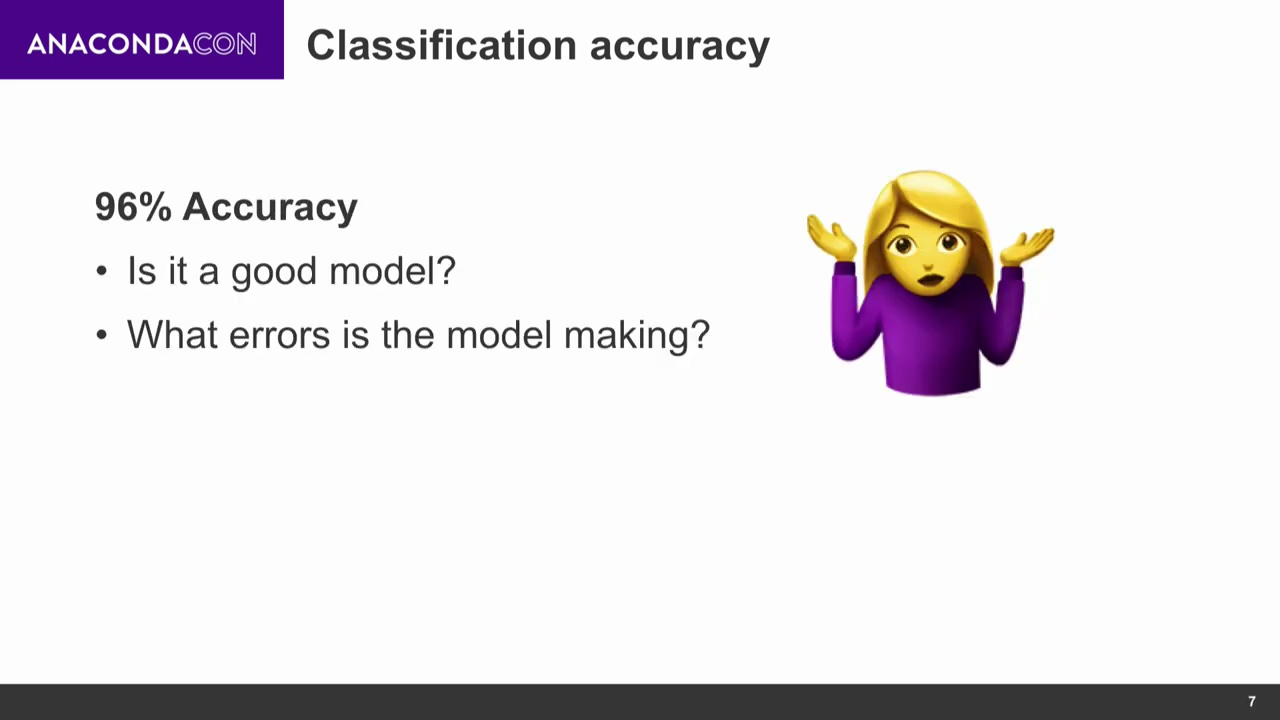 ANACONDACON
Classification accuracy
96% Accuracy
• Is it a good model?
• What errors is the model making?
7